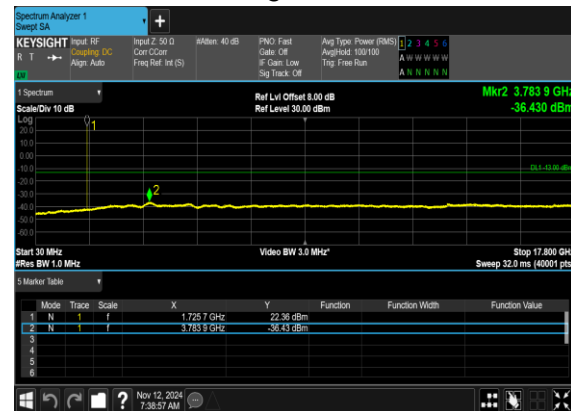 Spectrum Analyzer 1
Swept SA
+
KEYSIGHT Input: RF Input Z: 50 Ω #Atten: 40 dB PNO: Fast Avg Type: Power (RMS) 1 2 3 4 5 6
R T Coupling: DC Corr CCorr Gate: Off Avg|Hold: 100/100 A W W W W W
Align: Auto Freq Ref: Int (S) IF Gain: Low Trig: Free Run
LU Sig Track: Off A N N N N N
1 Spectrum Ref Lvl Offset 8.00 dB Mkr2 3.783 9 GHz
Scale/Div 10 dB Ref Level 30.00 dBm -36.430 dBm
Log
20.0 1
10.0
0.00
-10.0 DL1 -13.00 dBm
-20.0
-30.0 2
-40.0
-50.0
-60.0
Start 30 MHz Video BW 3.0 MHz* Stop 17.800 GHz
#Res BW 1.0 MHz Sweep 32.0 ms (40001 pts)
5 Marker Table
Mode Trace Scale X Y Function Function Width Function Value
1 N 1 f 1.725 7 GHz 22.36 dBm
2 N 1 f 3.783 9 GHz -36.43 dBm
3
4
5
6
? Nov 12, 2024
7:38:57 AM